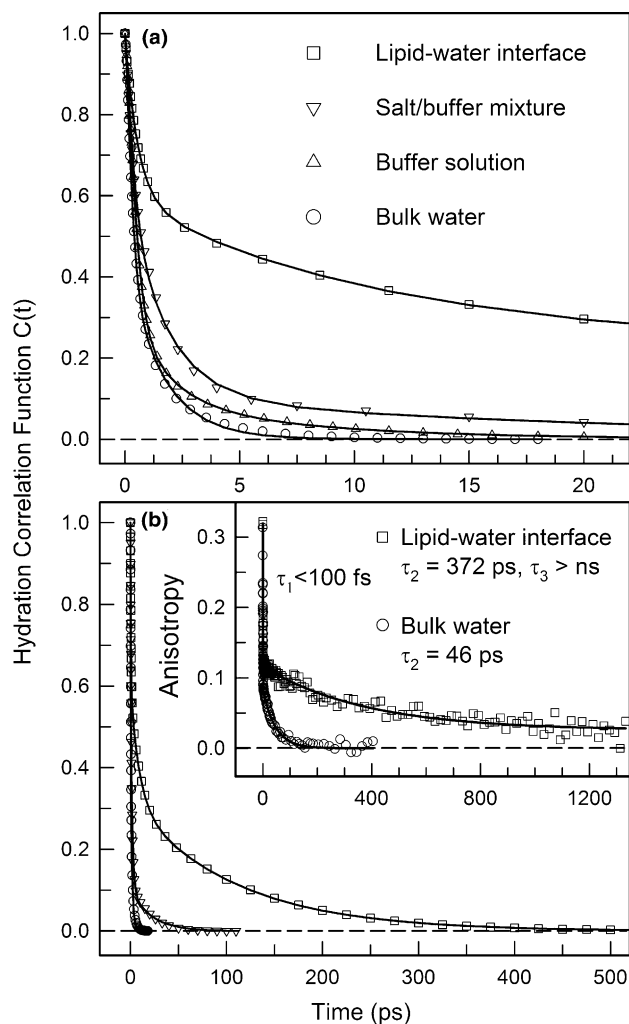 Hydration Correlation Function C(t)
1.0
0.8
0.6
0.4
0.2
0.0
(a)
Lipid-water interface
Salt/buffer mixture
Buffer solution
Bulk water
0 5 10 15 20
1.0
0.8
0.6
0.4
0.2
0.0
(b)
Anisotropy
0.3
0.2
0.1
0.0
τ1<100 fs
Lipid-water interface
τ2 = 372 ps, τ3 > ns
Bulk water
τ2 = 46 ps
0 400 800 1200
0 100 200 300 400 500
Time (ps)